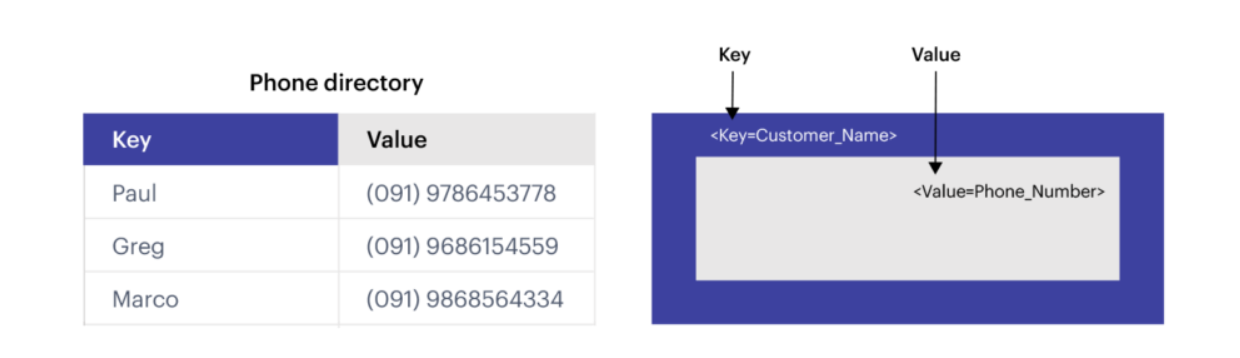 Phone directory
Key Value
Paul (091) 9786453778
Greg (091) 9686154559
Marco (091) 9868564334
Key Value
<Key=Customer_Name>
<Value=Phone_Number>